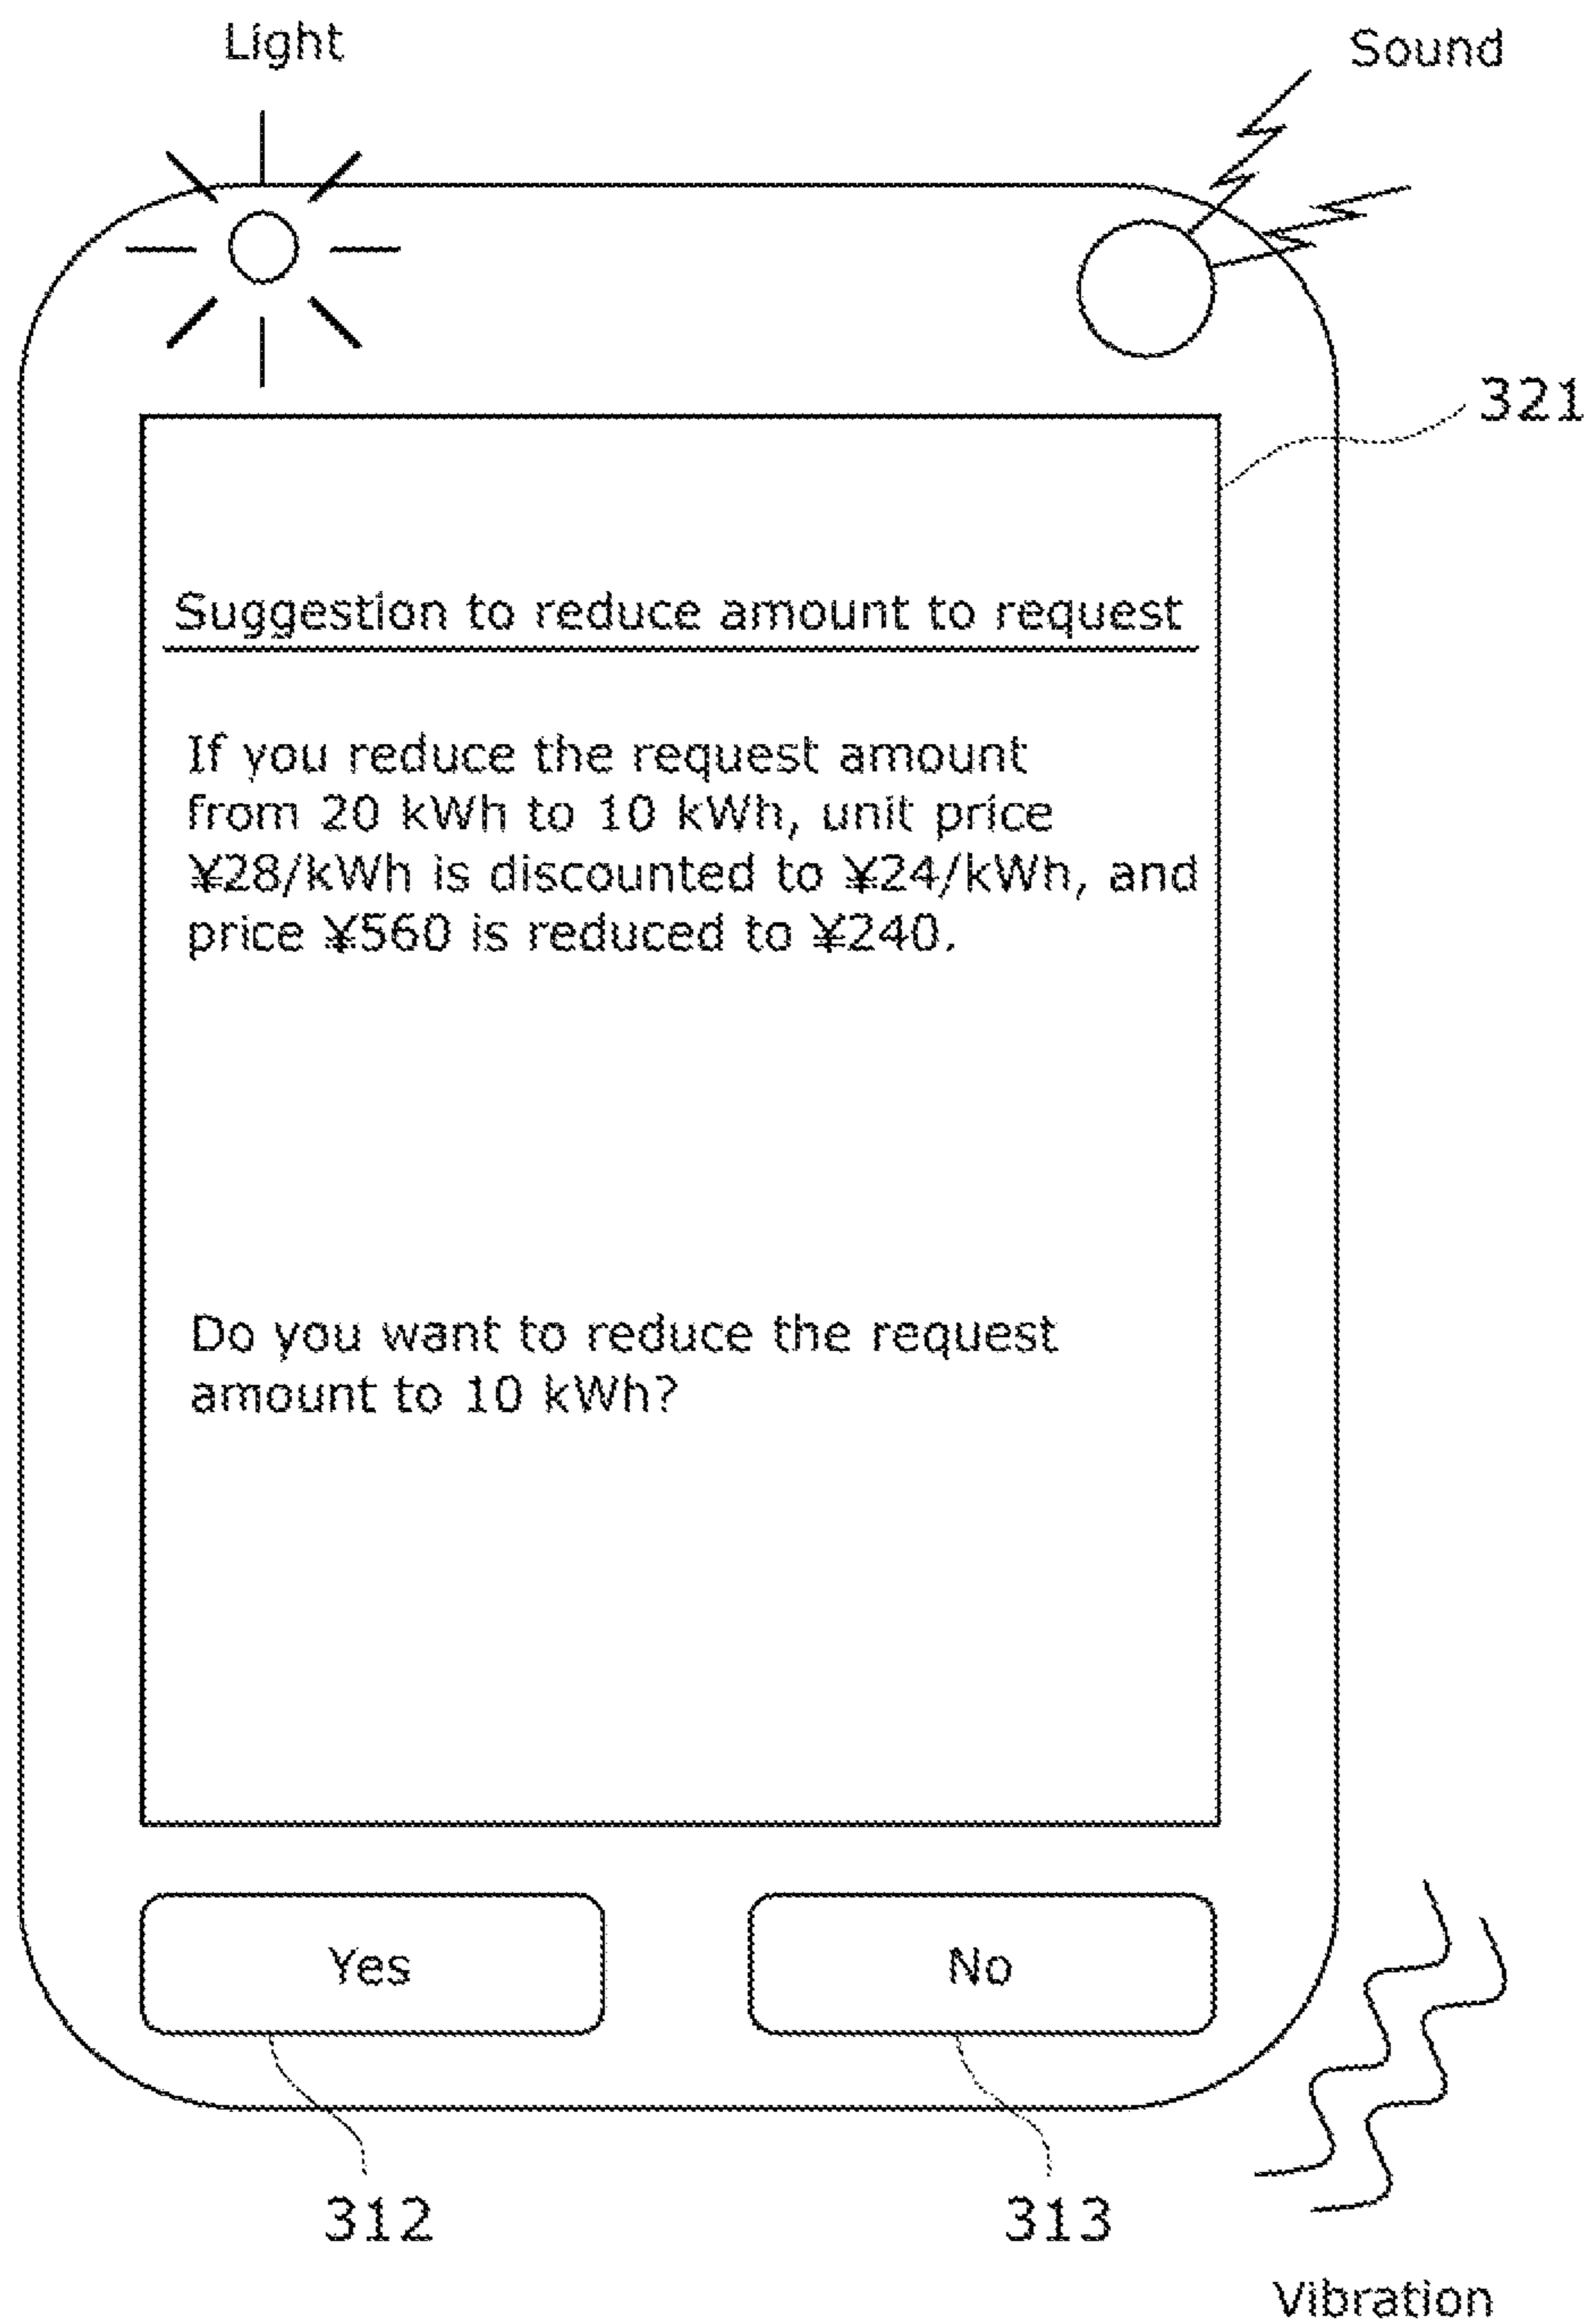 Light
Sound
321
Suggestion to reduce amount to request
If you reduce the request amount
from 20 kWh to 10 kWh, unit price
¥28/kWh is discounted to ¥24/kWh, and
price ¥560 is reduced to ¥240.
Do you want to reduce the request
amount to 10 kWh?
Yes
No
312
313
Vibration